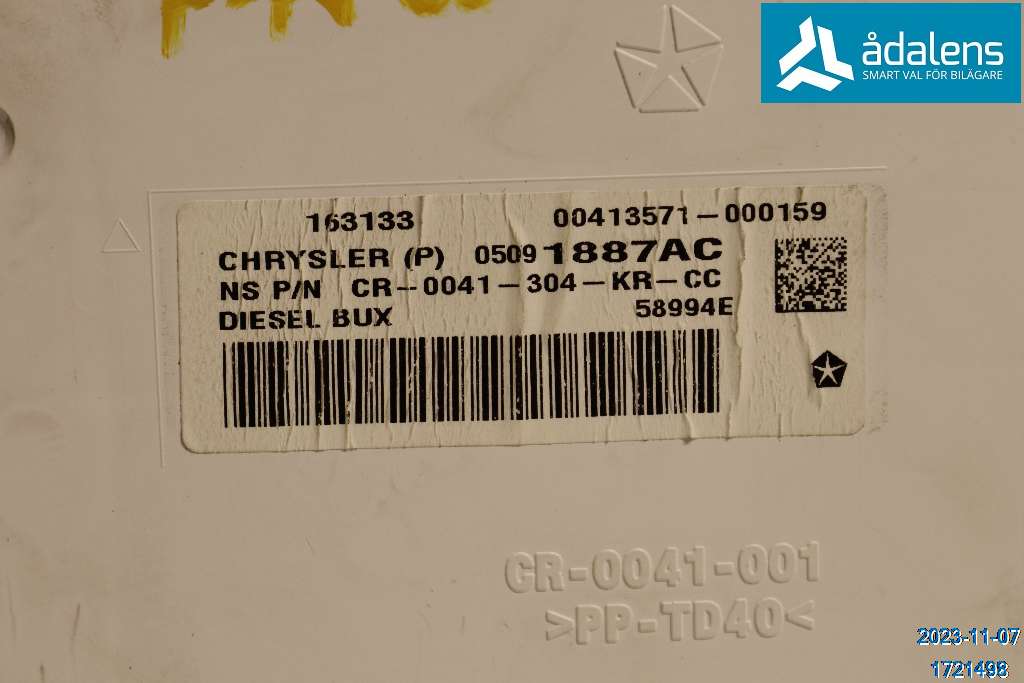 ådalens
SMART VAL FÖR BILÄGARE
163133 00413571-000159
CHRYSLER (P) 05091887AC
NS P/N CR-0041-304-KR-CC
DIESEL BUX 58994E
CR-0041-001
>PP-TD40<
2023-11-07
1721498